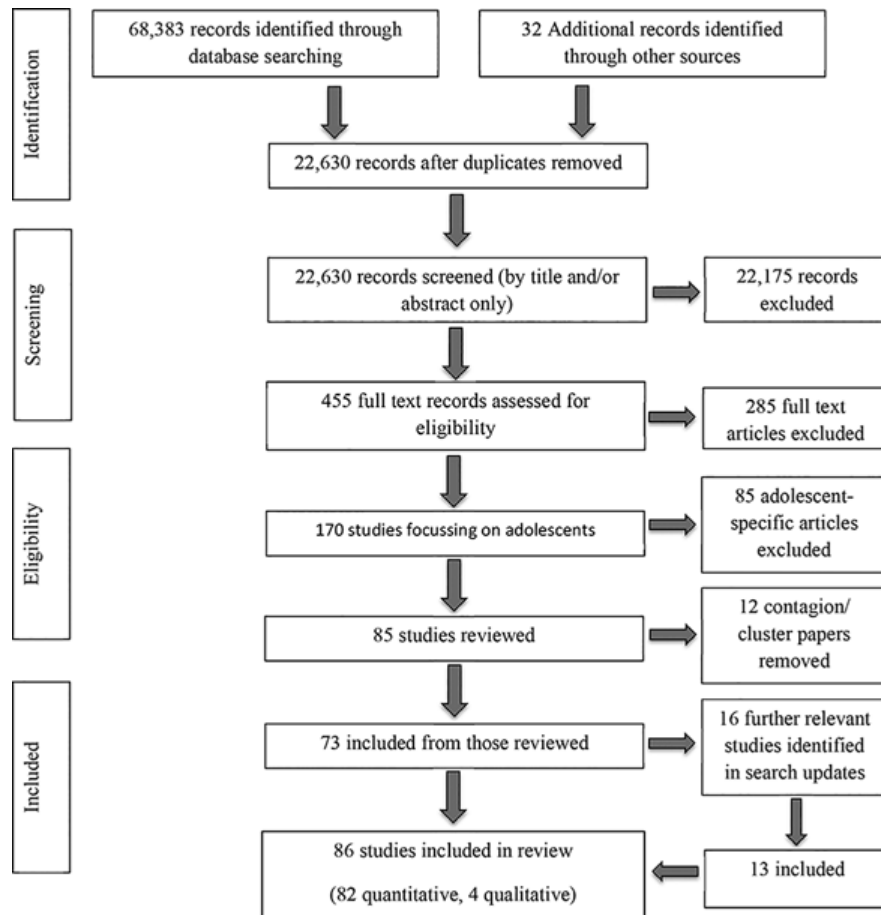 Identification
68,383 records identified through
database searching
32 Additional records identified
through other sources
22,630 records after duplicates removed
Screening
22,630 records screened (by title and/or
abstract only)
22,175 records
excluded
455 full text records assessed for
eligibility
285 full text
articles excluded
Eligibility
170 studies focussing on adolescents
85 adolescent-
specific articles
excluded
85 studies reviewed
12 contagion/
cluster papers
removed
Included
73 included from those reviewed
16 further relevant
studies identified
in search updates
86 studies included in review
(82 quantitative, 4 qualitative)
13 included